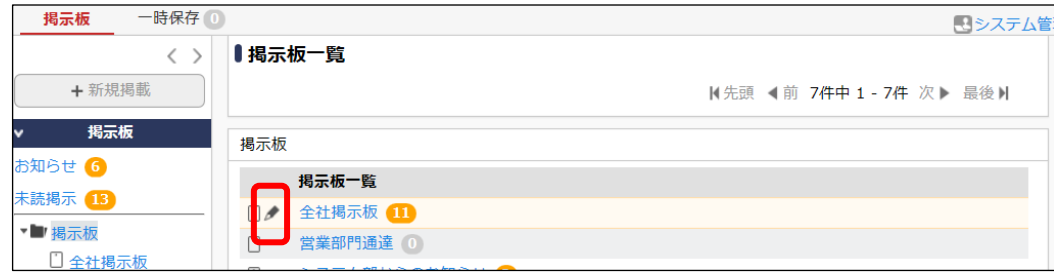 掲示板 一時保存 0
システム管
掲示板一覧
+ 新規掲載
先頭 前 7件中 1 - 7件 次 最後
掲示板
お知らせ 6
未読掲示 13
掲示板
全社掲示板
掲示板
掲示板一覧
全社掲示板 11
営業部門通達 0